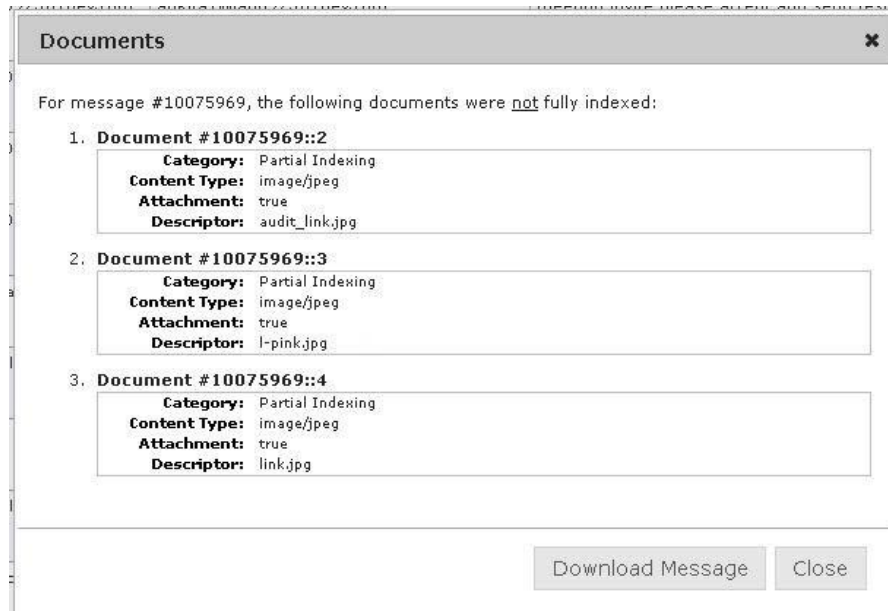 Documents
For message #10075969, the following documents were not fully indexed:
1. Document #10075969::2
Category: Partial Indexing
Content Type: image/jpeg
Attachment: true
Descriptor: audit_link.jpg
2. Document #10075969::3
Category: Partial Indexing
Content Type: image/jpeg
Attachment: true
Descriptor: l-pink.jpg
3. Document #10075969::4
Category: Partial Indexing
Content Type: image/jpeg
Attachment: true
Descriptor: link.jpg
Download Message
Close